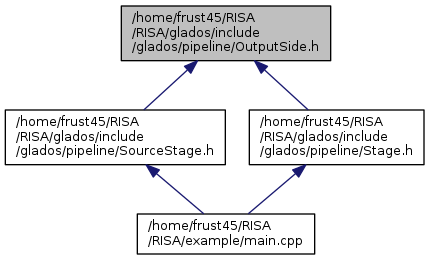 /home/frust45/RISA
/RISA/glados/include
/glados/pipeline/OutputSide.h
/home/frust45/RISA
/RISA/glados/include
/glados/pipeline/SourceStage.h
/home/frust45/RISA
/RISA/glados/include
/glados/pipeline/Stage.h
/home/frust45/RISA
/RISA/example/main.cpp